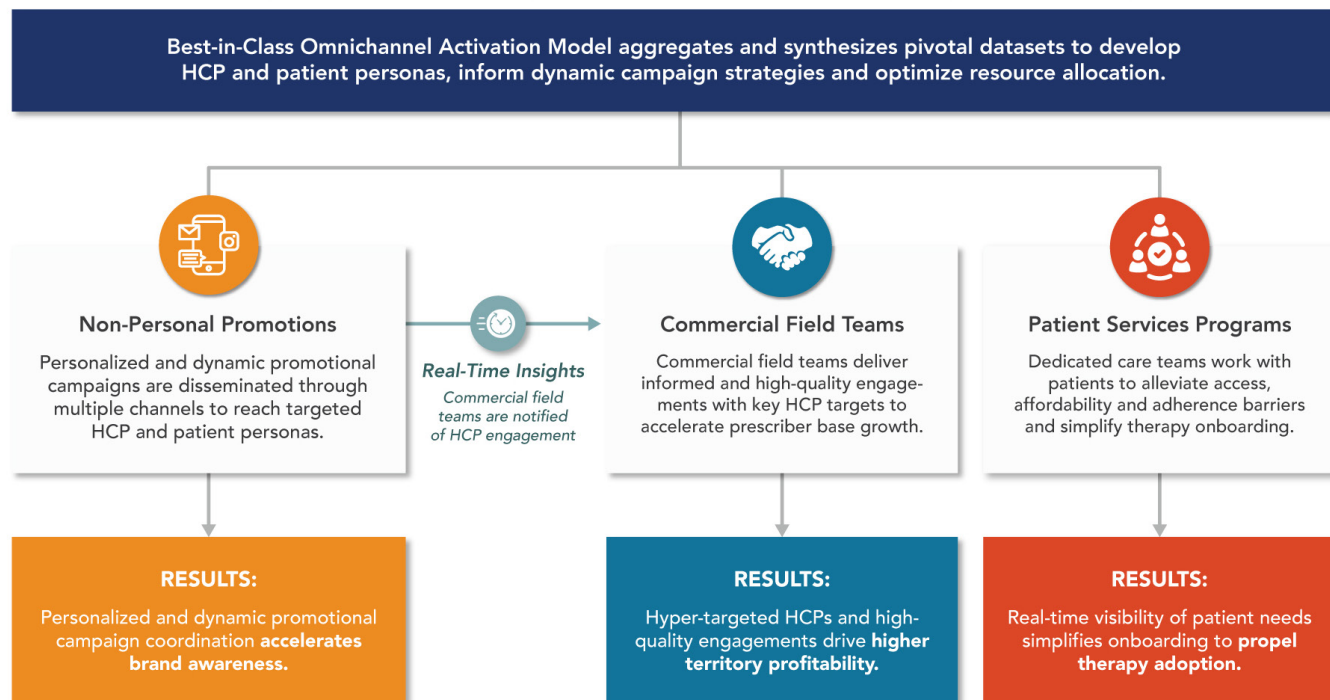 Best-in-Class Omnichannel Activation Model aggregates and synthesizes pivotal datasets to develop
HCP and patient personas, inform dynamic campaign strategies and optimize resource allocation.
Non-Personal Promotions
Personalized and dynamic promotional
campaigns are disseminated through
multiple channels to reach targeted
HCP and patient personas.
Real-Time Insights
Commercial field
teams are notified
of HCP engagement
Commercial Field Teams
Commercial field teams deliver
informed and high-quality engage-
ments with key HCP targets to
accelerate prescriber base growth.
Patient Services Programs
Dedicated care teams work with
patients to alleviate access,
affordability and adherence barriers
and simplify therapy onboarding.
RESULTS:
Personalized and dynamic promotional
campaign coordination accelerates
brand awareness.
RESULTS:
Hyper-targeted HCPs and high-
quality engagements drive higher
territory profitability.
RESULTS:
Real-time visibility of patient needs
simplifies onboarding to propel
therapy adoption.